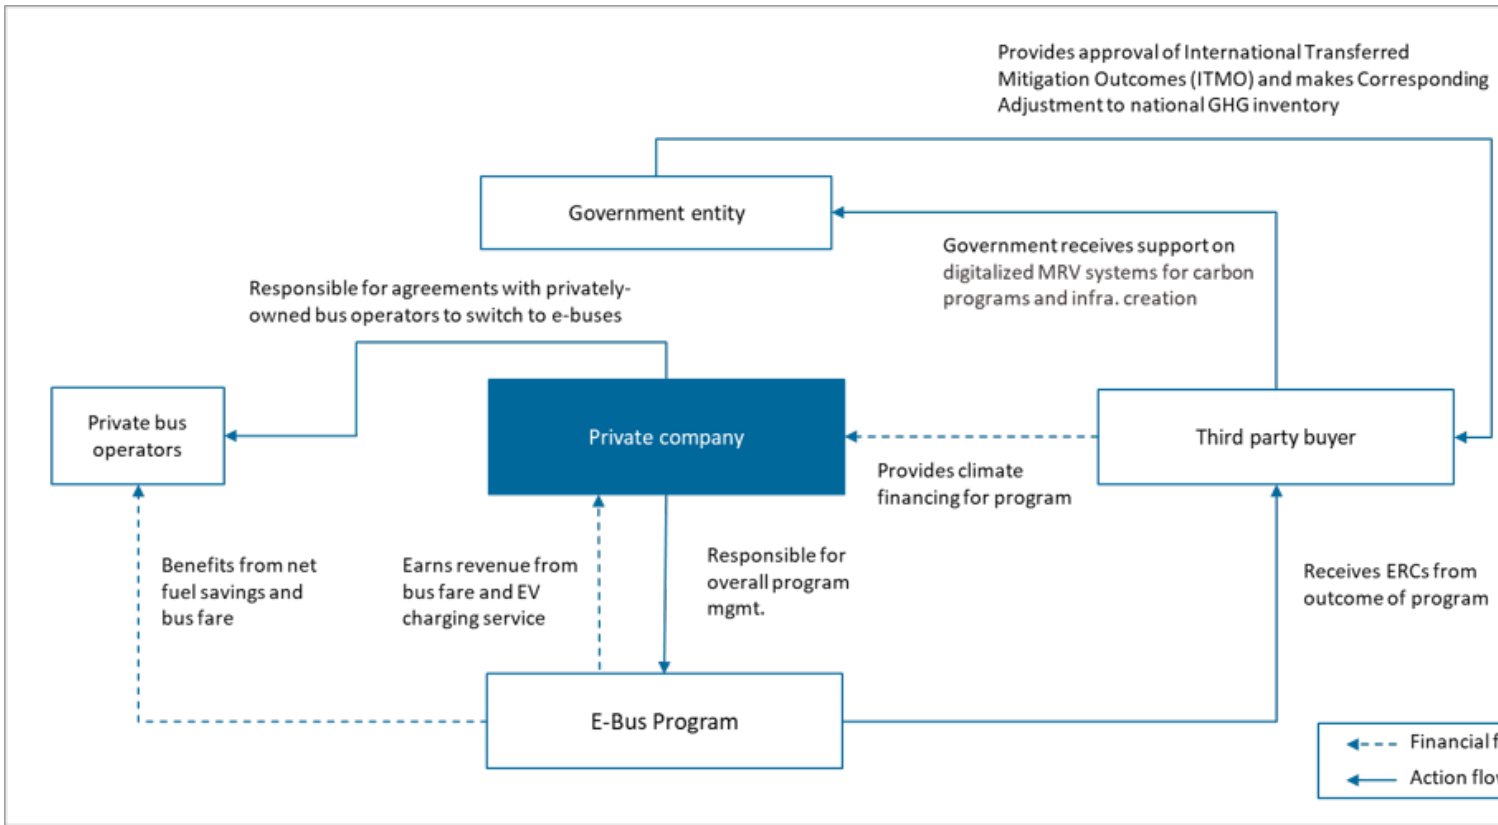 Provides approval of International Transferred
Mitigation Outcomes (ITMO) and makes Corresponding
Adjustment to national GHG inventory
Government entity
Government receives support on
digitalized MRV systems for carbon
programs and infra. creation
Responsible for agreements with privately-
owned bus operators to switch to e-buses
Private bus
operators
Private company
Third party buyer
Provides climate
financing for program
Benefits from net
fuel savings and
bus fare
Earns revenue from
bus fare and EV
charging service
Responsible for
overall program
mgmt.
Receives ERCs from
outcome of program
E-Bus Program
Financial
Action